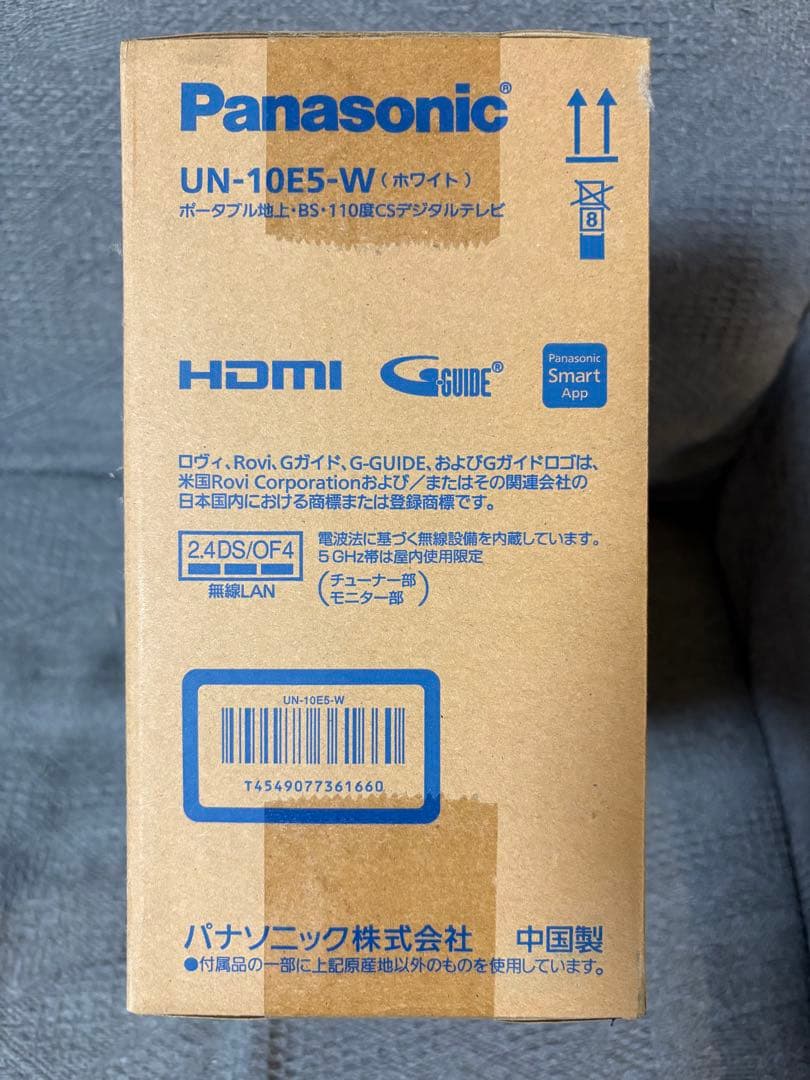 Panasonic®
UN-10E5-W（ホワイト）
ポータブル地上・BS・110度CSデジタルテレビ
8
HDMI
G-GUIDE®
Panasonic
Smart
App
ロヴィ、Rovi、Gガイド、G-GUIDE、およびGガイドロゴは、
米国Rovi Corporationおよび／またはその関連会社の
日本国内における商標または登録商標です。
2.4DS/OF4
無線LAN
電波法に基づく無線設備を内蔵しています。
5GHz帯は屋内使用限定
（チューナー部
モニター部）
UN-10E5-W
T4549077361660
パナソニック株式会社 中国製
●付属品の一部に上記原産地以外のものを使用しています。